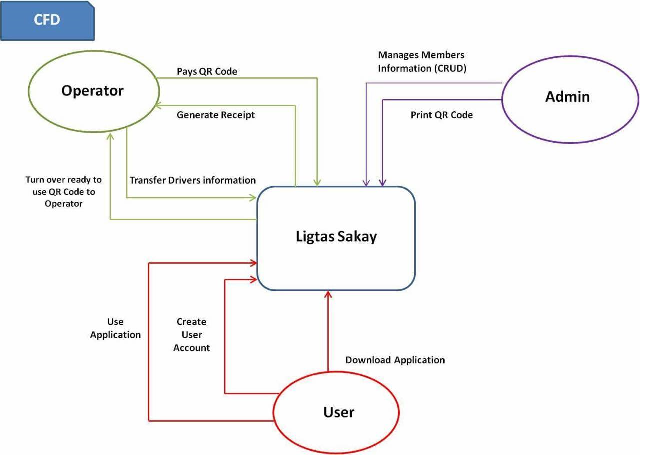 CFD
Pays QR Code
Manages Members
Information (CRUD)
Operator
Admin
Generate Receipt
Print QR Code
Turn over ready to
use QR Code to
Operator
Transfer Drivers information
Ligtas Sakay
Use
Application
Create
User
Account
Download Application
User